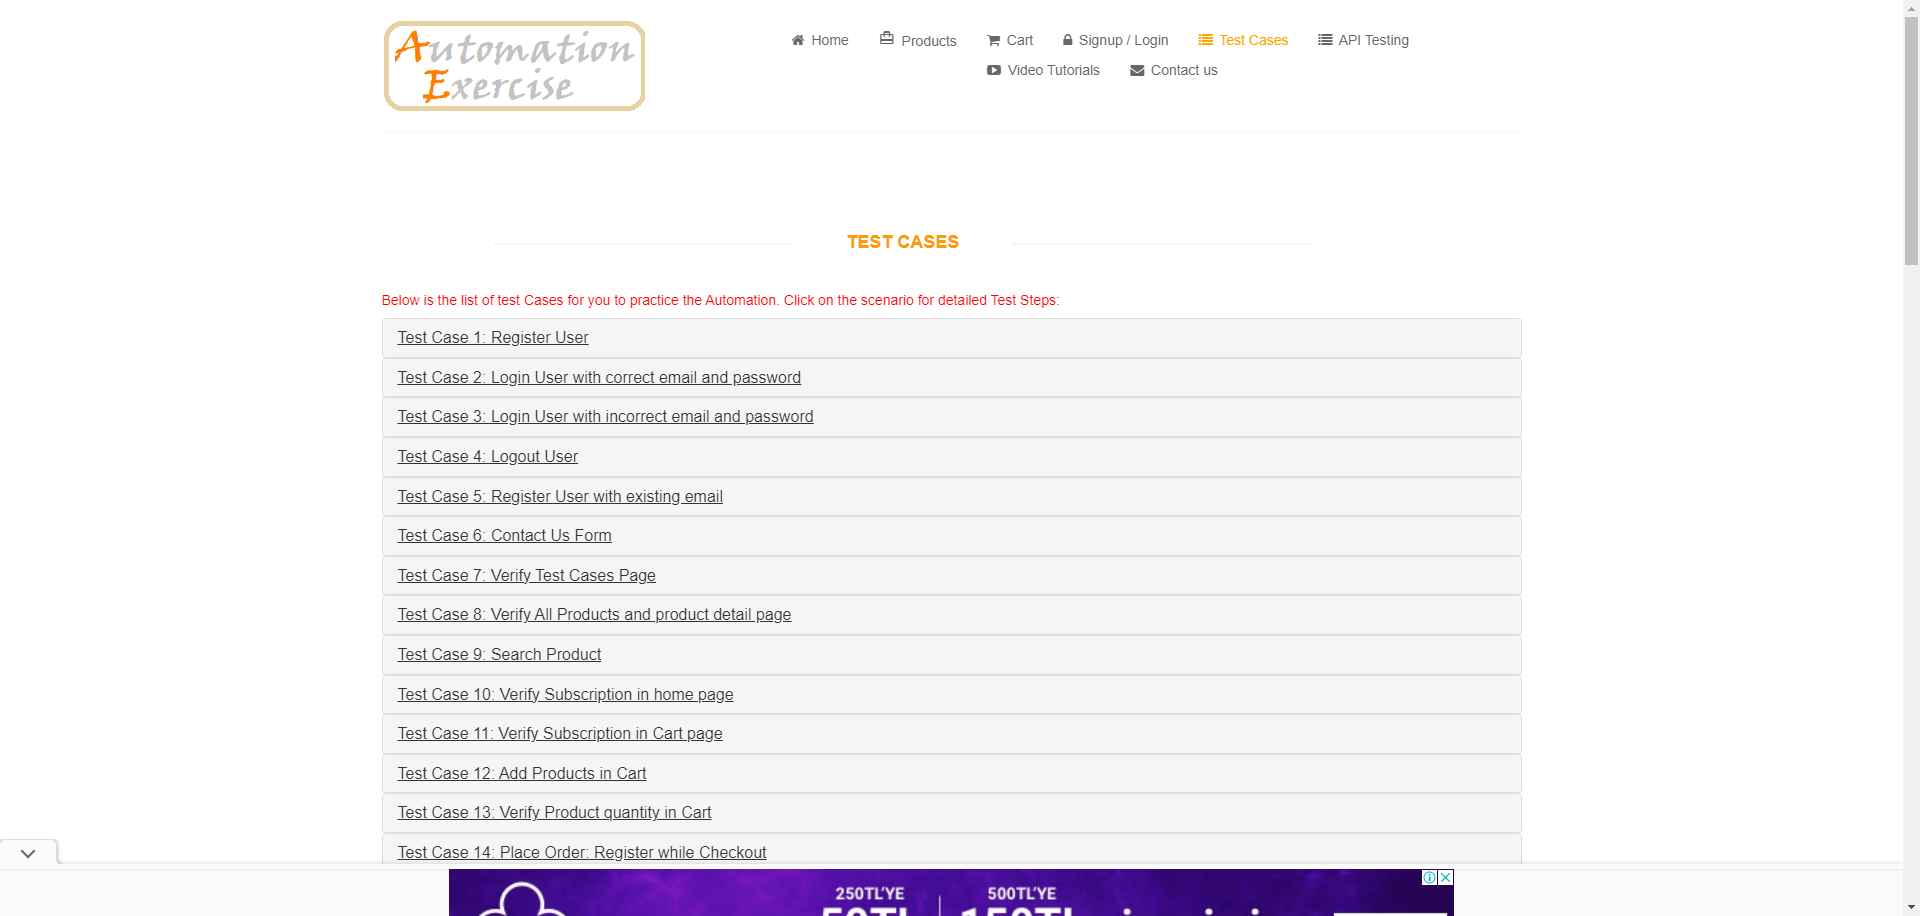 Automation
Exercise
Home
Products
Cart
Signup / Login
Test Cases
API Testing
Video Tutorials
Contact us
TEST CASES
Below is the list of test Cases for you to practice the Automation. Click on the scenario for detailed Test Steps:
Test Case 1: Register User
Test Case 2: Login User with correct email and password
Test Case 3: Login User with incorrect email and password
Test Case 4: Logout User
Test Case 5: Register User with existing email
Test Case 6: Contact Us Form
Test Case 7: Verify Test Cases Page
Test Case 8: Verify All Products and product detail page
Test Case 9: Search Product
Test Case 10: Verify Subscription in home page
Test Case 11: Verify Subscription in Cart page
Test Case 12: Add Products in Cart
Test Case 13: Verify Product quantity in Cart
Test Case 14: Place Order: Register while Checkout
250TL'YE
500TL'YE
50TL
150TL